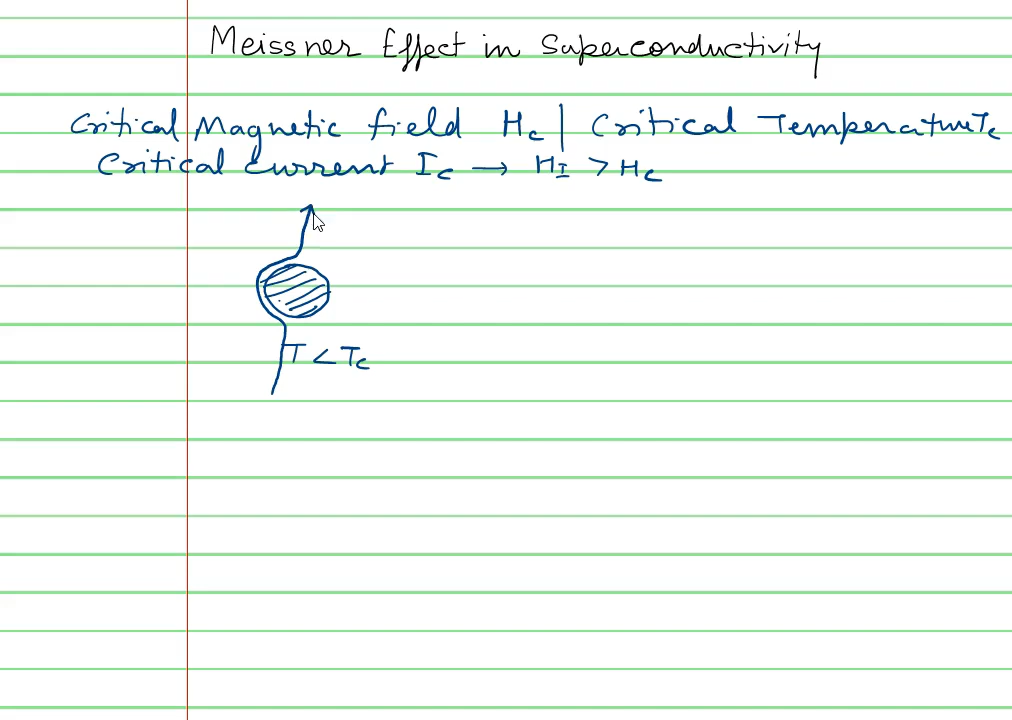 Meissner Effect in Superconductivity
Critical Magnetic field Hc | Critical Temperature Tc
Critical Current Ic → HI > Hc
T < Tc